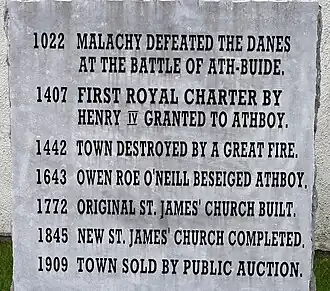 1022 MALACHY DEFEATED THE DANES
AT THE BATTLE OF ATH-BUIDE.
1407 FIRST ROYAL CHARTER BY
HENRY IV GRANTED TO ATHBOY.
1442 TOWN DESTROYED BY A GREAT FIRE.
1643 OWEN ROE O'NEILL BESEIGED ATHBOY.
1772 ORIGINAL ST. JAMES' CHURCH BUILT.
1845 NEW ST. JAMES' CHURCH COMPLETED.
1909 TOWN SOLD BY PUBLIC AUCTION.